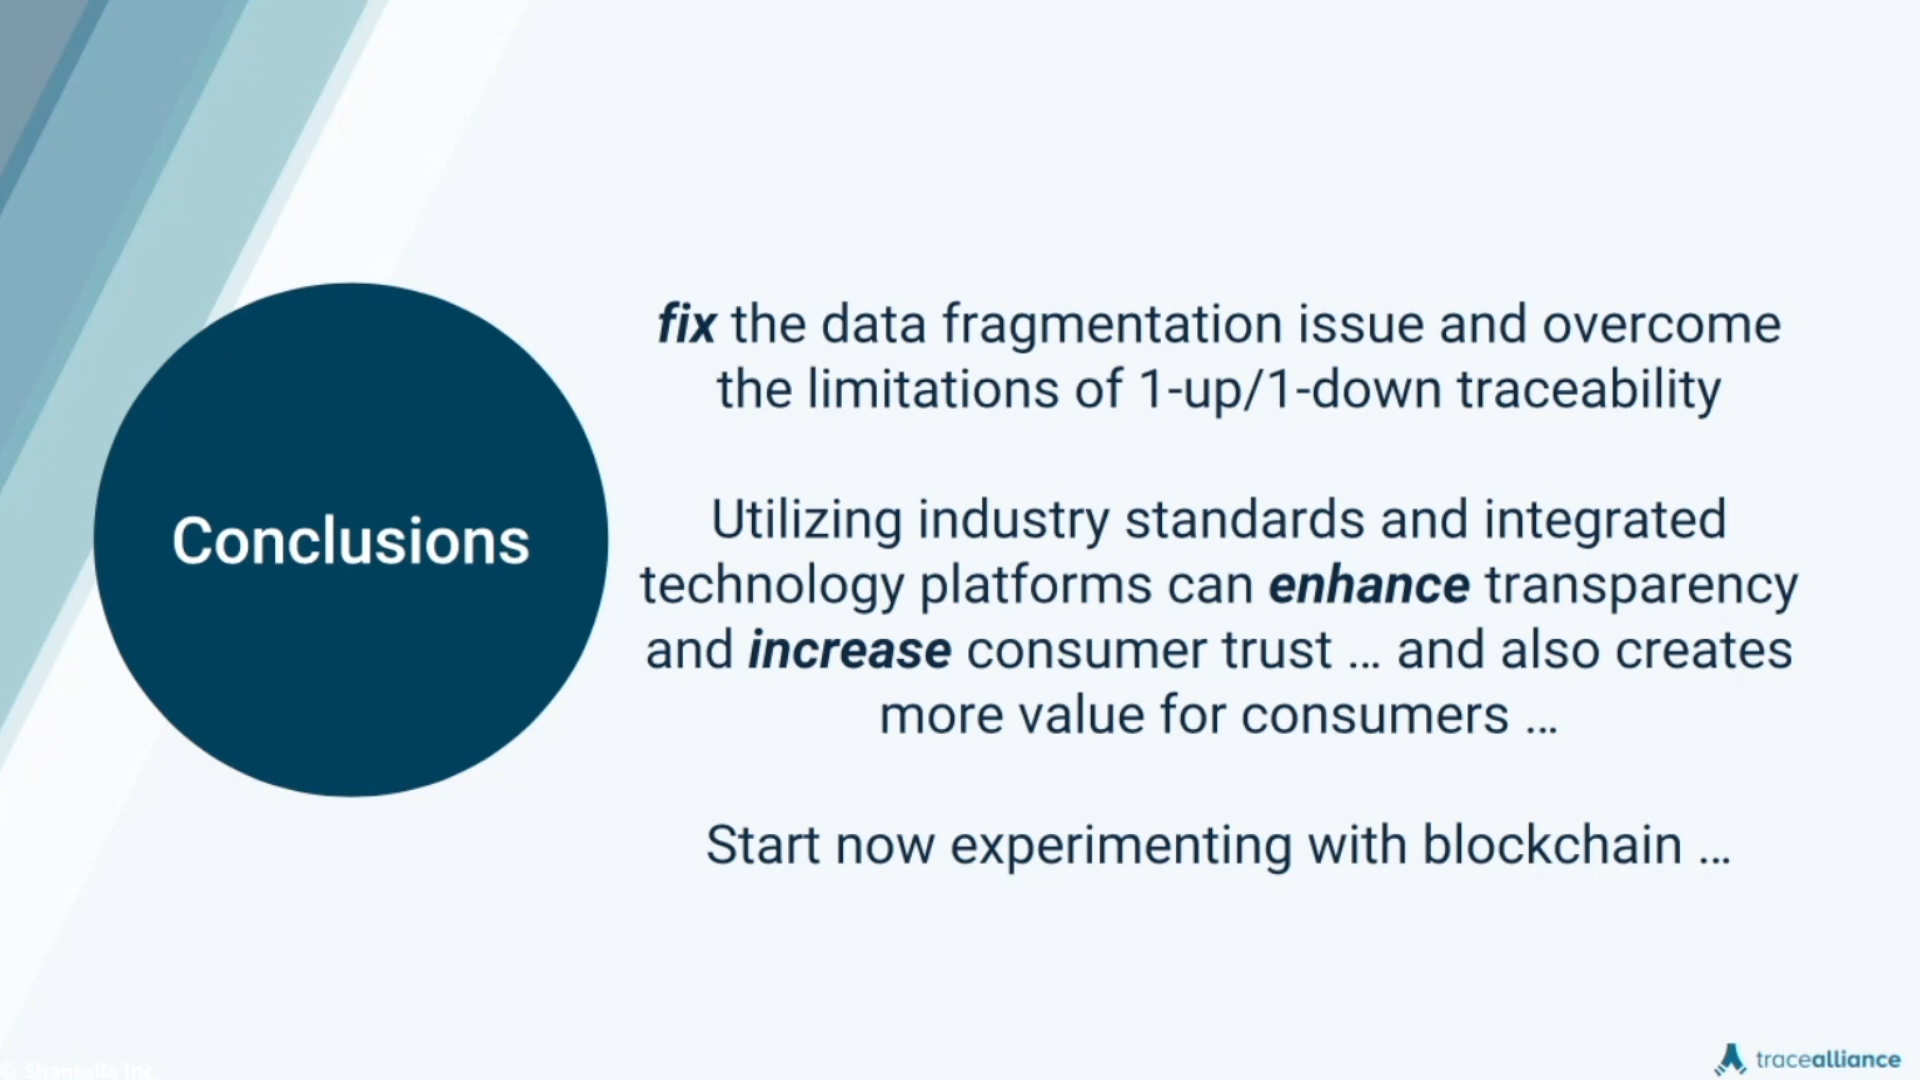 Conclusions
fix the data fragmentation issue and overcome
the limitations of 1-up/1-down traceability
Utilizing industry standards and integrated
technology platforms can enhance transparency
and increase consumer trust ... and also creates
more value for consumers ...
Start now experimenting with blockchain ...
© Shantalla Inc.
tracealliance